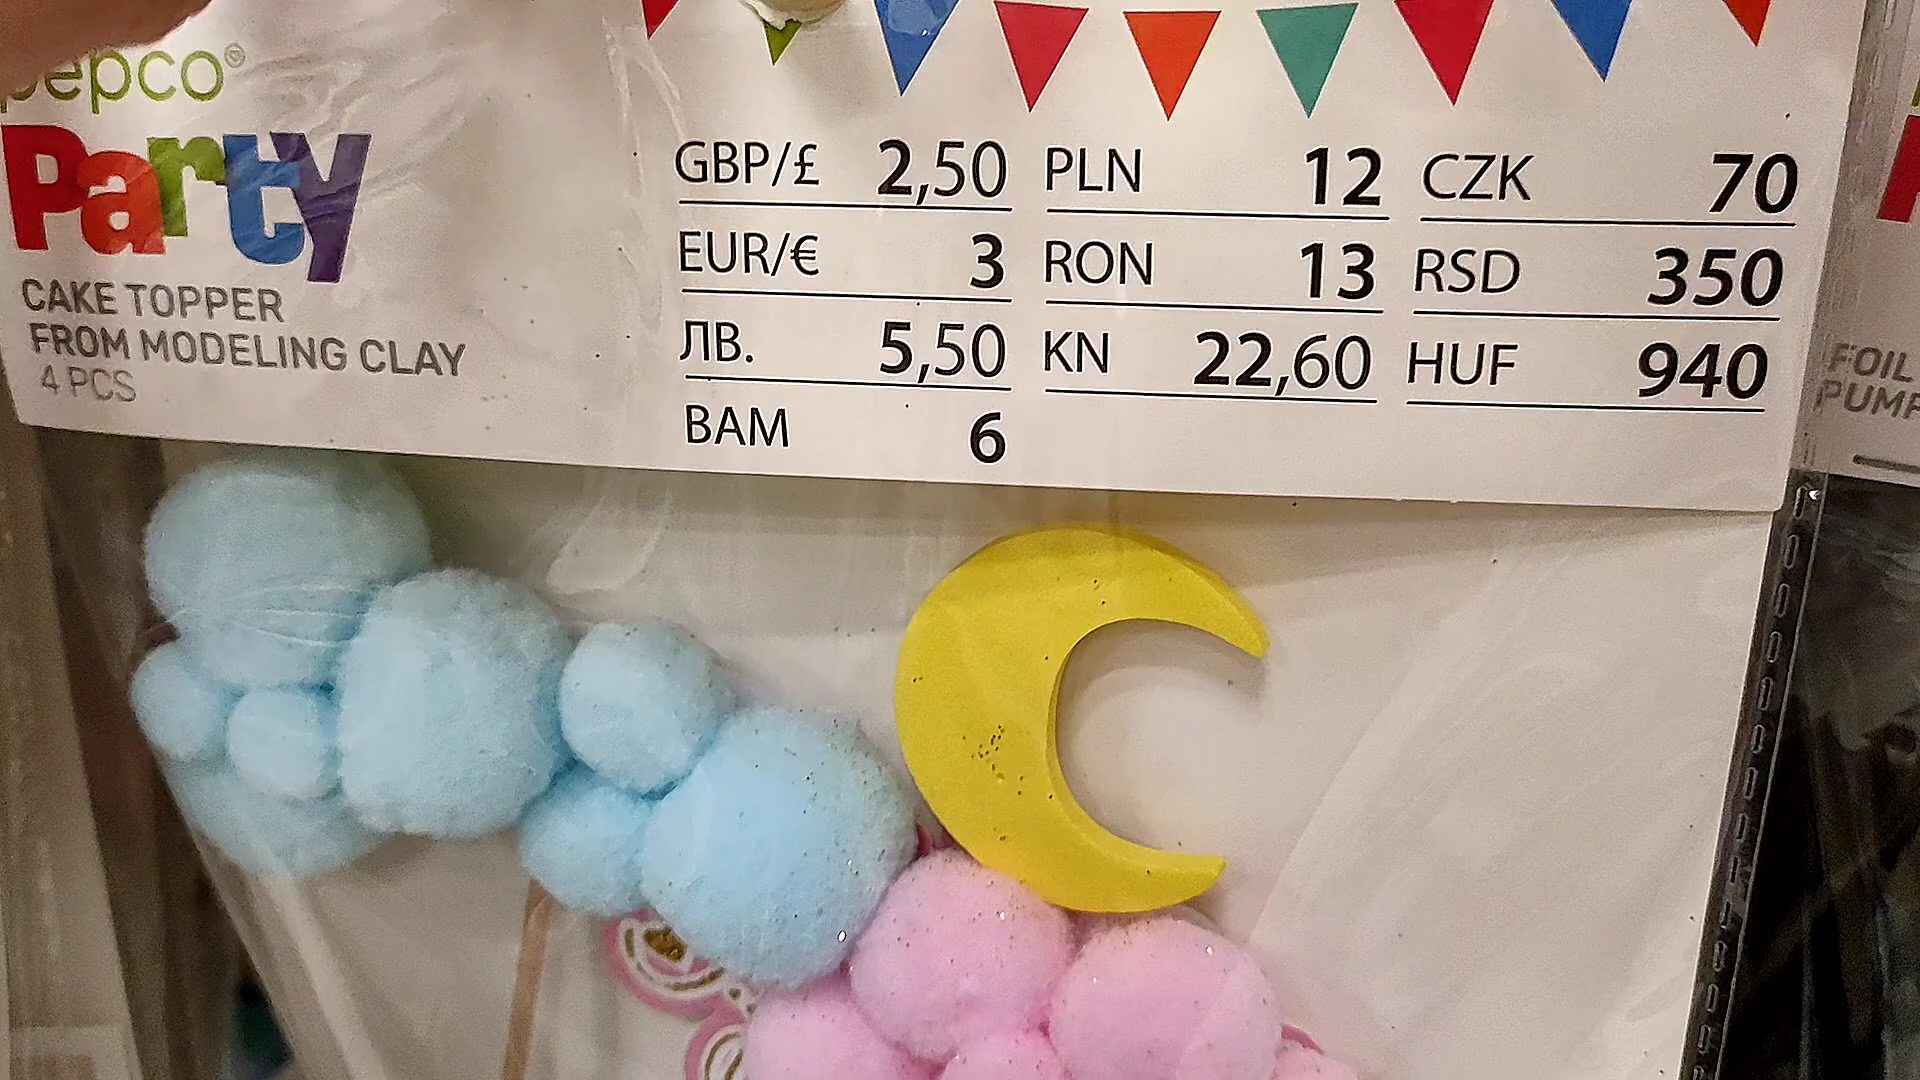 pepco®
Party
CAKE TOPPER
FROM MODELING CLAY
4 PCS
GBP/£ 2,50 PLN 12 CZK 70
EUR/€ 3 RON 13 RSD 350
ЛВ. 5,50 KN 22,60 HUF 940
BAM 6
FOIL